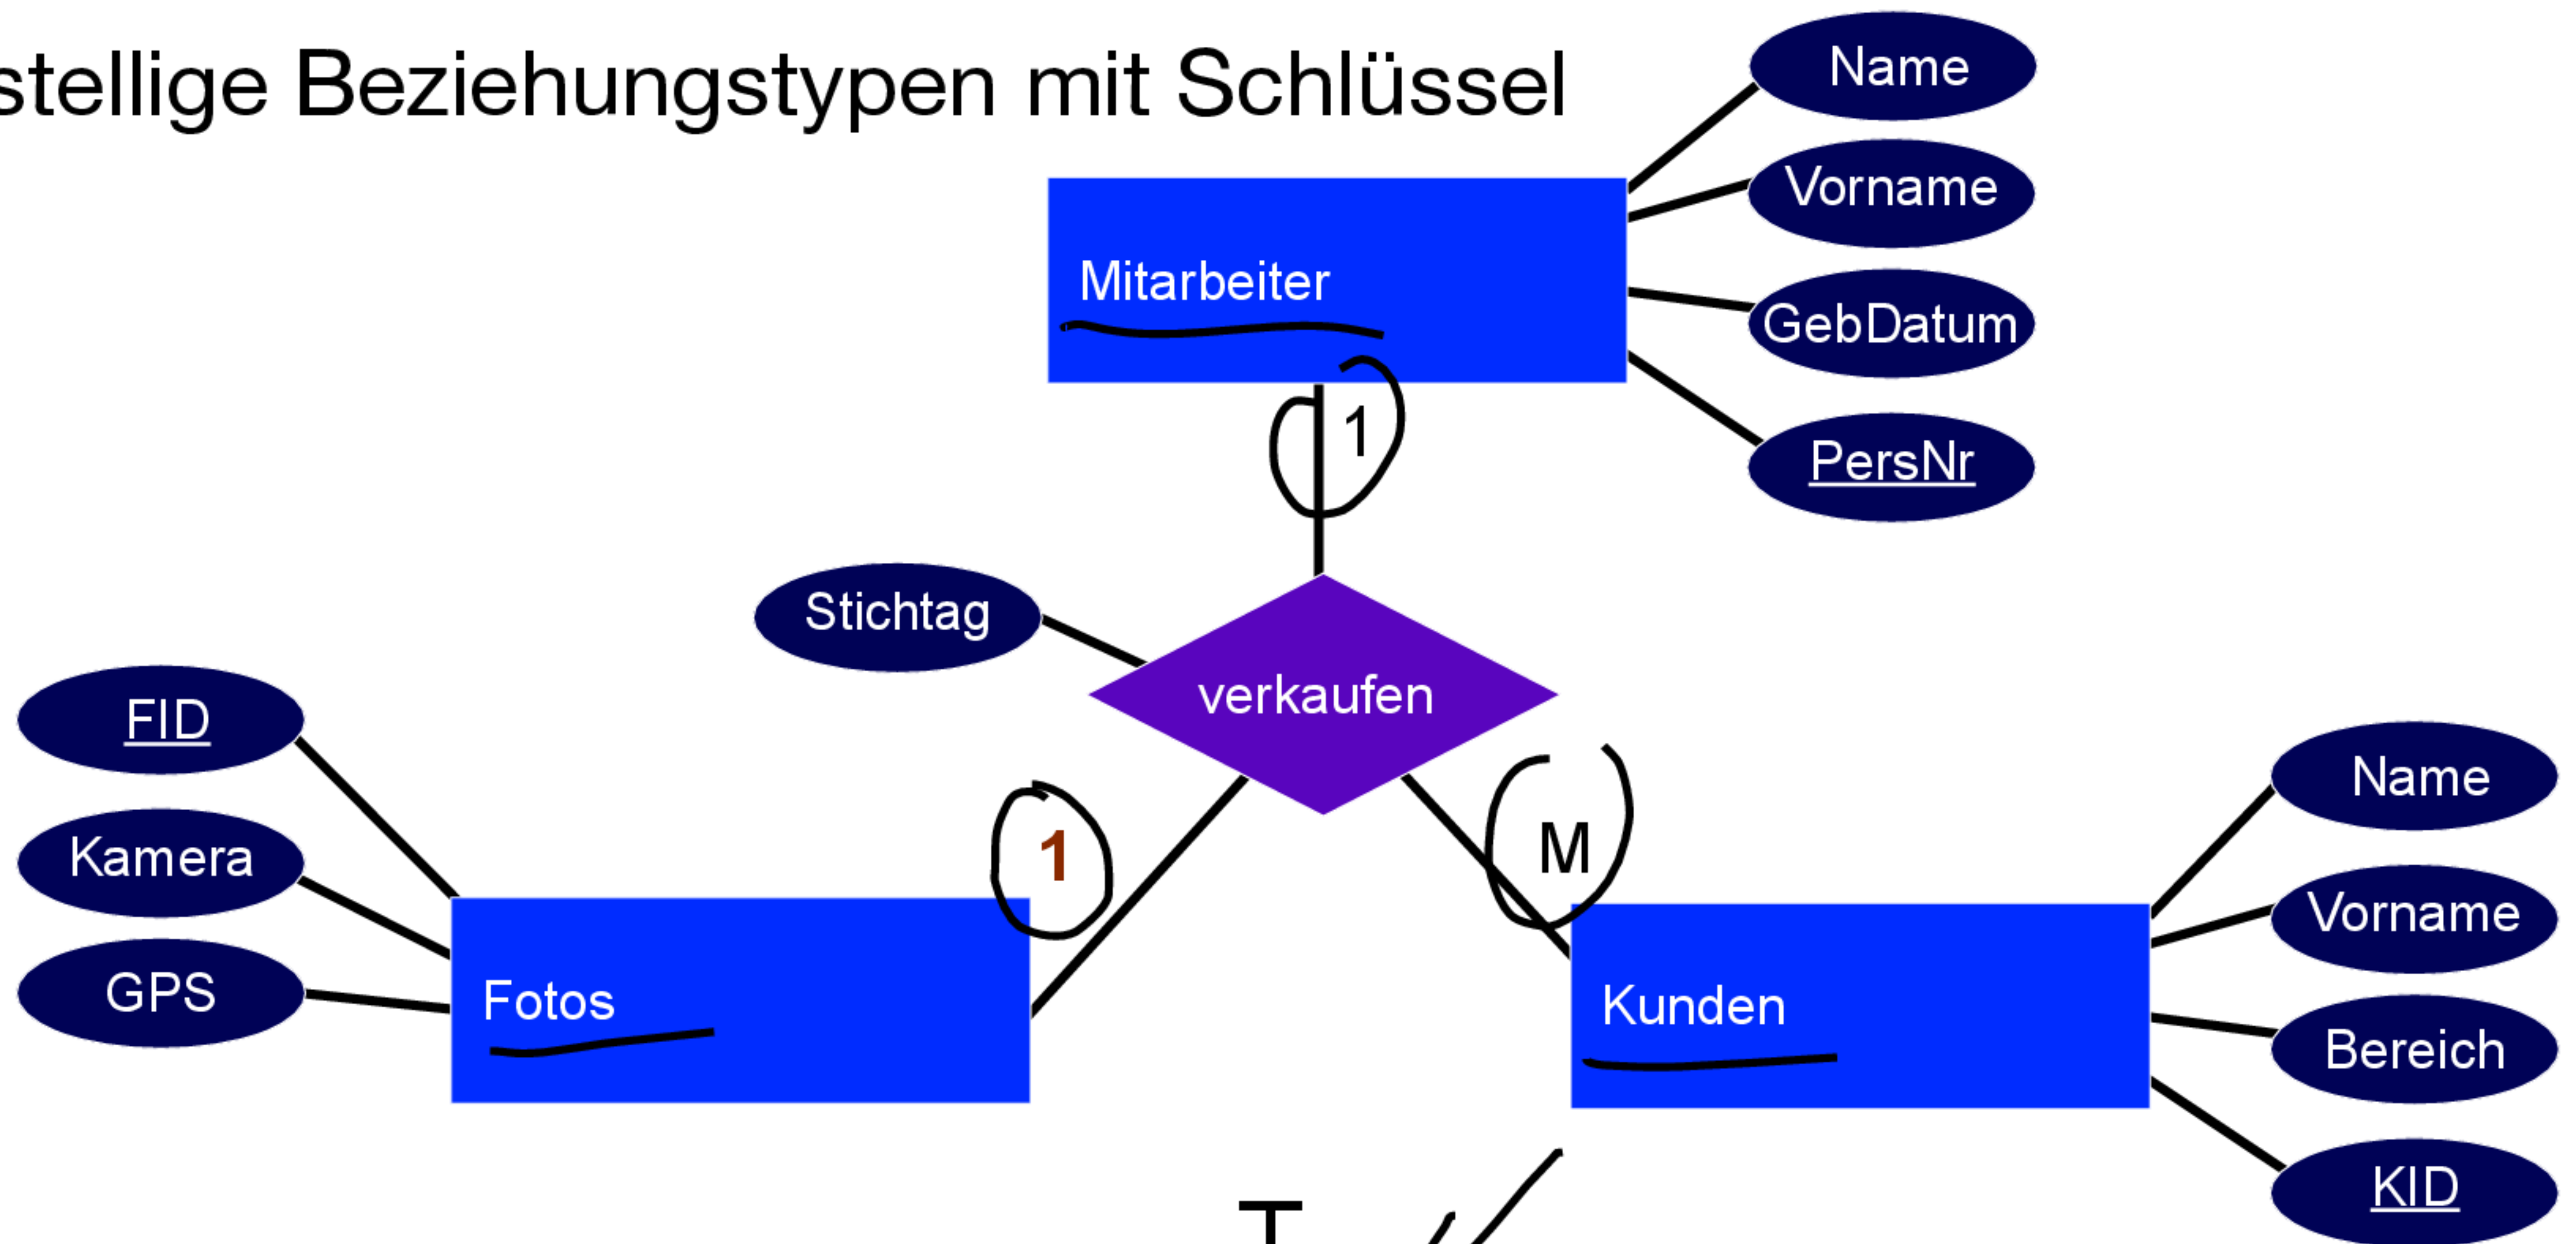 stellige Beziehungstypen mit Schlüssel
Name
Vorname
Mitarbeiter
GebDatum
PersNr
1
Stichtag
verkaufen
FID
Kamera
GPS
1
M
Fotos
Kunden
Name
Vorname
Bereich
KID